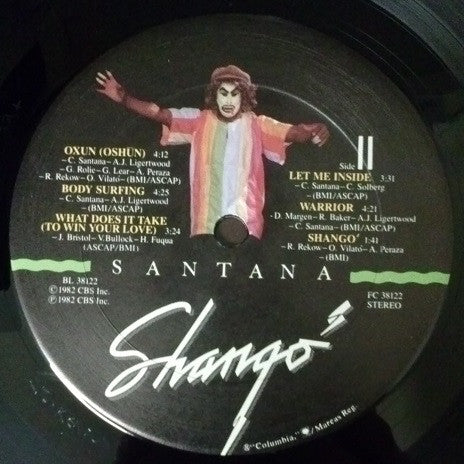 OXUN (OSHÙN) 4:12
–C. Santana–A.J. Ligertwood
G. Rolie–G. Lear–A. Peraza
–R. Rekow–O. Vilató–(BMI/ASCAP)
BODY SURFING 4:25
–C. Santana–A.J. Ligertwood
–(BMI/ASCAP)
WHAT DOES IT TAKE
(TO WIN YOUR LOVE) 3:24
–J. Bristol–V.Bullock–H. Fuqua
(ASCAP/BMI)
Side II
LET ME INSIDE 3:31
–C. Santana–C. Solberg
–(BMI/ASCAP)
WARRIOR 4:21
–D. Margen–R. Baker–A.J. Ligertwood
–C. Santana–(BMI/ASCAP)
SHANGÓ 1:41
–R. Rekow–O. Vilató–A. Peraza
–(BMI)
SANTANA
BL 38122
©1982 CBS Inc.
℗1982 CBS Inc.
FC 38122
STEREO
Shangó
®"Columbia," /Marcas Reg.